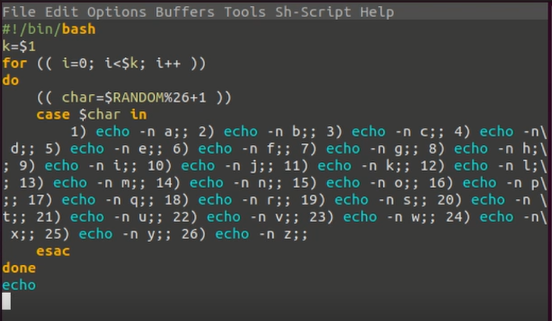 File Edit Options Buffers Tools Sh-Script Help
#!/bin/bash
k=$1
for (( i=0; i<$k; i++ ))
do
    (( char=$RANDOM%26+1 ))
    case $char in
        1) echo -n a;; 2) echo -n b;; 3) echo -n c;; 4) echo -n\
 d;; 5) echo -n e;; 6) echo -n f;; 7) echo -n g;; 8) echo -n h;\
; 9) echo -n i;; 10) echo -n j;; 11) echo -n k;; 12) echo -n l;\
; 13) echo -n m;; 14) echo -n n;; 15) echo -n o;; 16) echo -n p\
;; 17) echo -n q;; 18) echo -n r;; 19) echo -n s;; 20) echo -n \
t;; 21) echo -n u;; 22) echo -n v;; 23) echo -n w;; 24) echo -n\
 x;; 25) echo -n y;; 26) echo -n z;;
    esac
done
echo